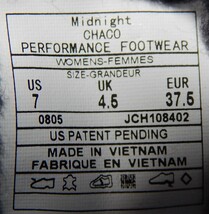 Midnight
CHACO
PERFORMANCE FOOTWEAR
WOMENS-FEMMES
SIZE-GRANDEUR
US UK EUR
7 4.5 37.5
0805 JCH108402
US PATENT PENDING
MADE IN VIETNAM
FABRIQUE EN VIETNAM